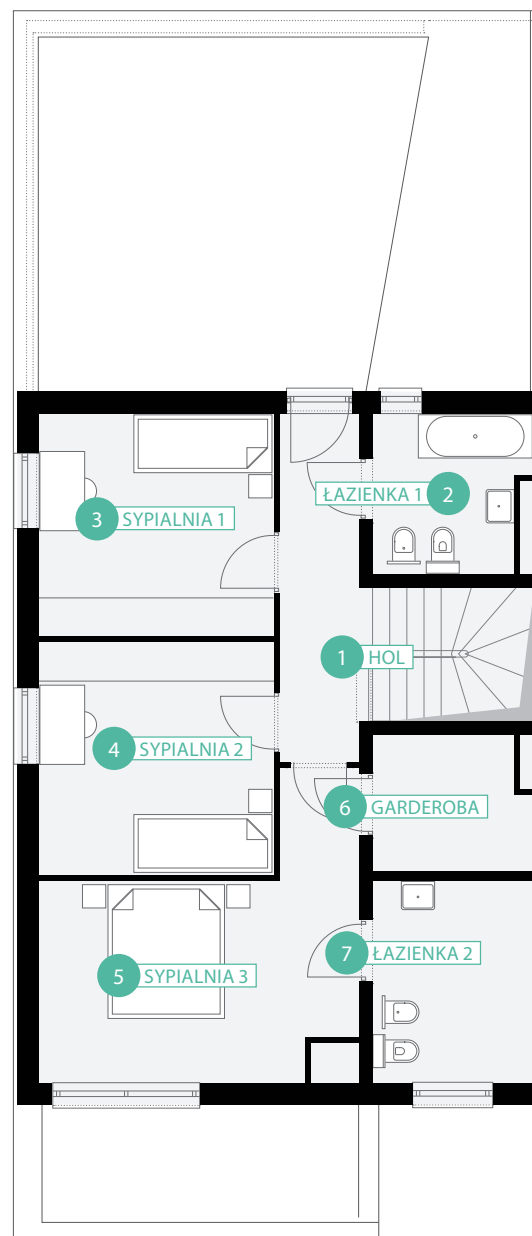 ŁAZIENKA 1 2
3 SYPIALNIA 1
1 HOL
4 SYPIALNIA 2
6 GARDEROBA
7 ŁAZIENKA 2
5 SYPIALNIA 3